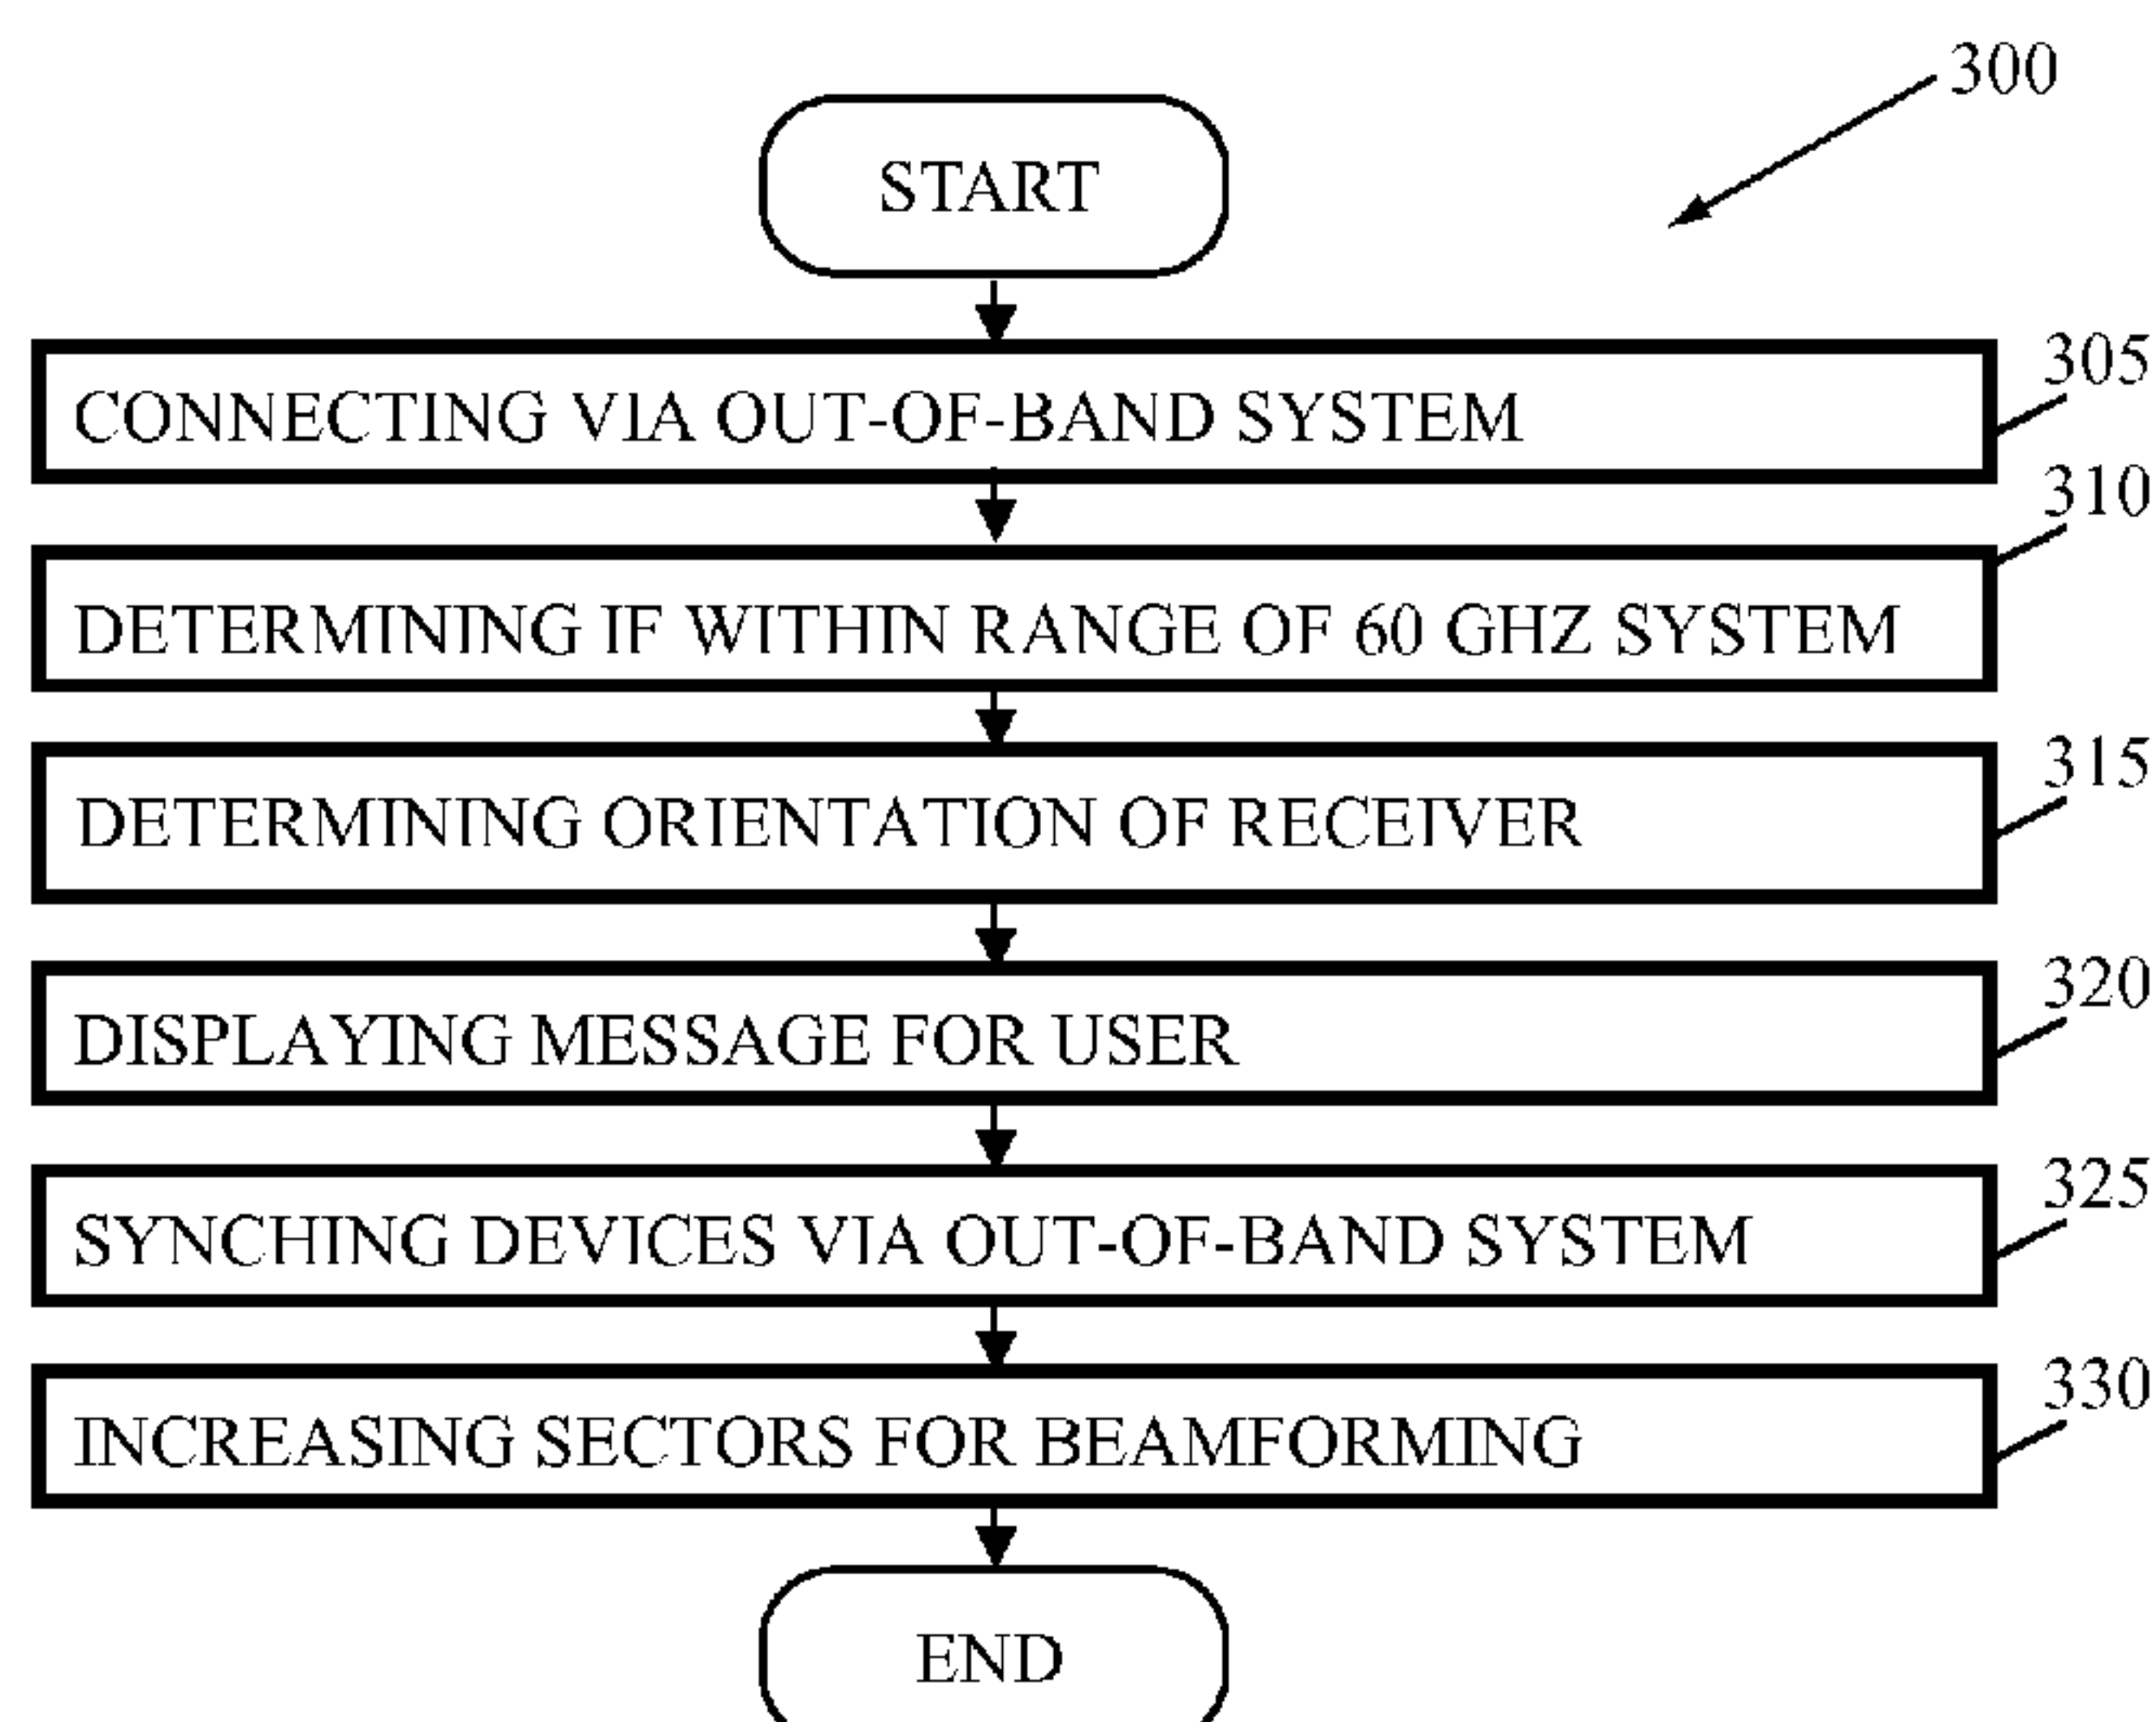 300
START
305
CONNECTING VIA OUT-OF-BAND SYSTEM
310
DETERMINING IF WITHIN RANGE OF 60 GHZ SYSTEM
315
DETERMINING ORIENTATION OF RECEIVER
320
DISPLAYING MESSAGE FOR USER
325
SYNCHING DEVICES VIA OUT-OF-BAND SYSTEM
330
INCREASING SECTORS FOR BEAMFORMING
END